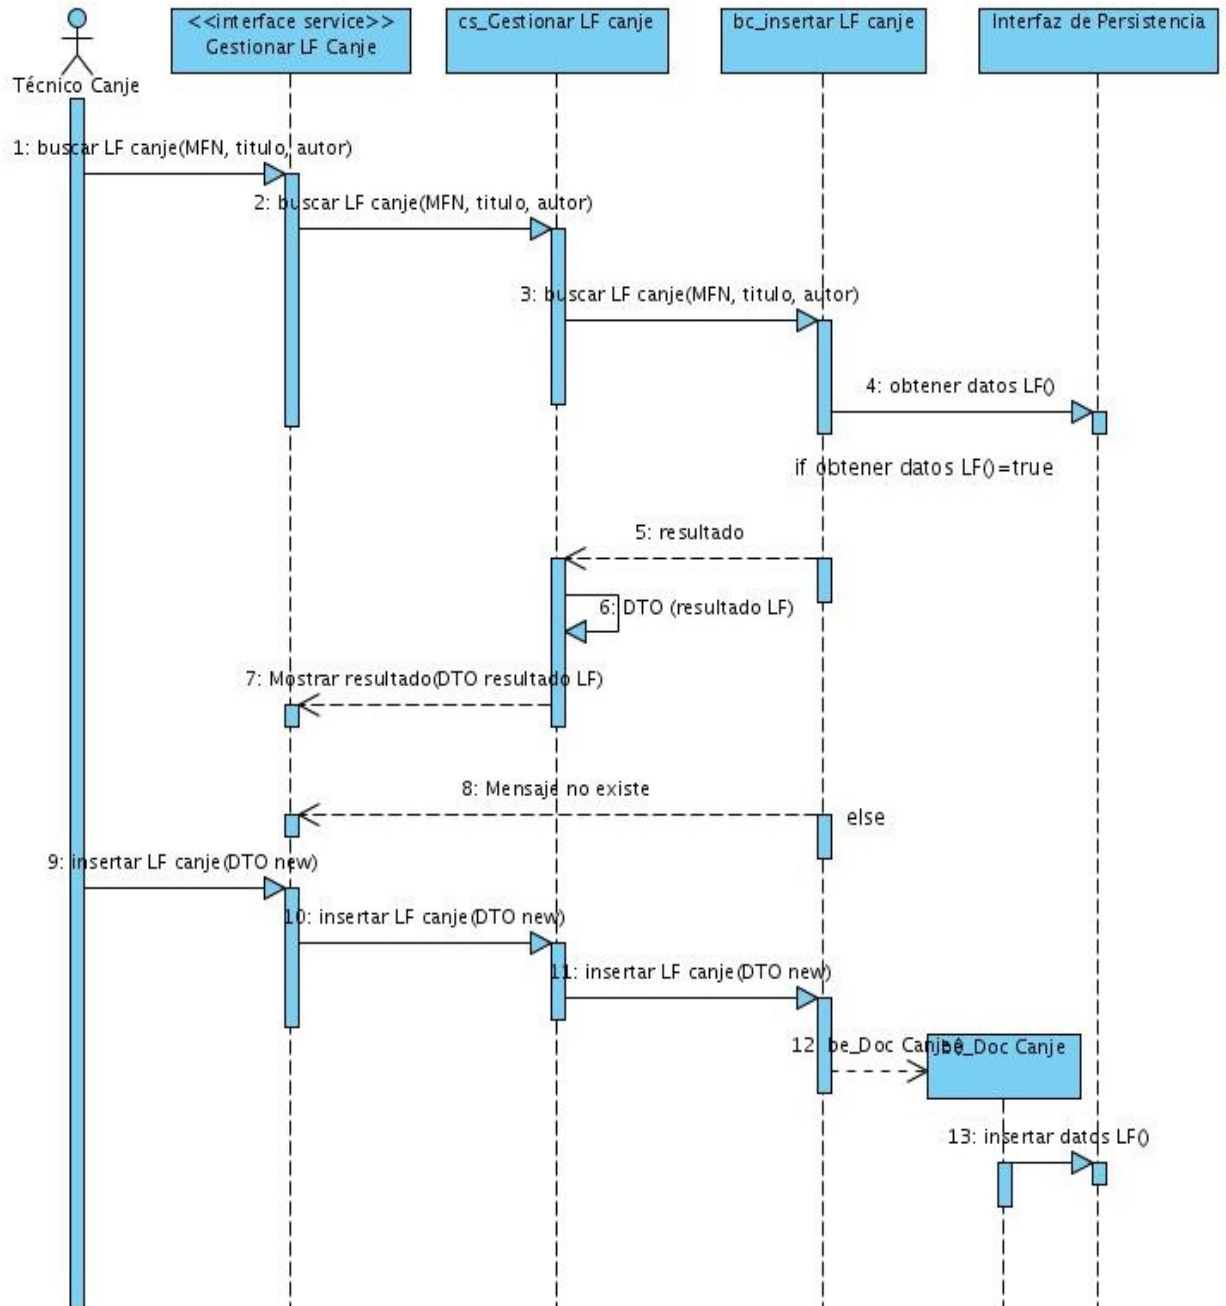 <<interface service>>
Gestionar LF Canje
cs_Gestionar LF canje
bc_insertar LF canje
Interfaz de Persistencia
Técnico Canje
1: buscar LF canje(MFN, titulo, autor)
2: buscar LF canje(MFN, titulo, autor)
3: buscar LF canje(MFN, titulo, autor)
4: obtener datos LF()
if obtener datos LF()=true
5: resultado
6: DTO (resultado LF)
7: Mostrar resultado(DTO resultado LF)
8: Mensaje no existe
else
9: insertar LF canje(DTO new)
10: insertar LF canje(DTO new)
11: insertar LF canje(DTO new)
12: be_Doc Canje()
be_Doc Canje
13: insertar datos LF()